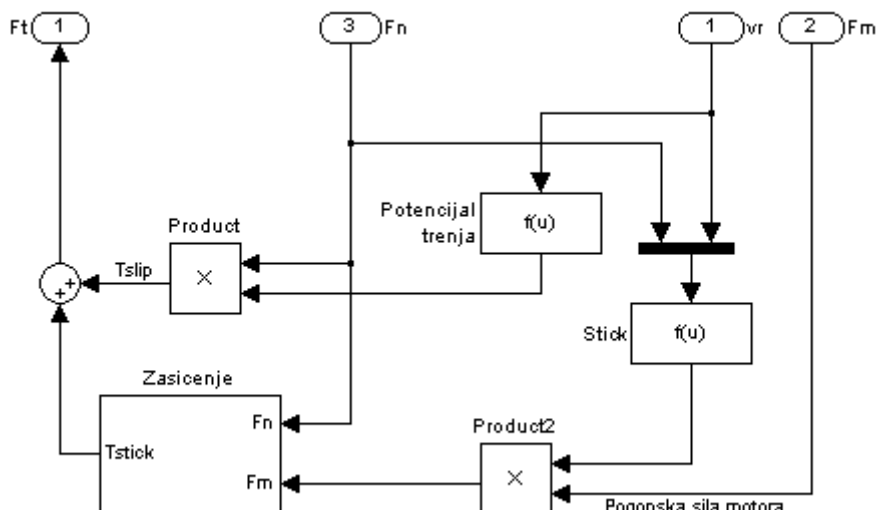 Ft 1
3 Fn
1 vr
2 Fm
Potencijal
trenja
f(u)
Product
×
Tslip
+
+
Stick
f(u)
Zasicenje
Fn
Tstick
Fm
Product2
×
Pogonska sila motora